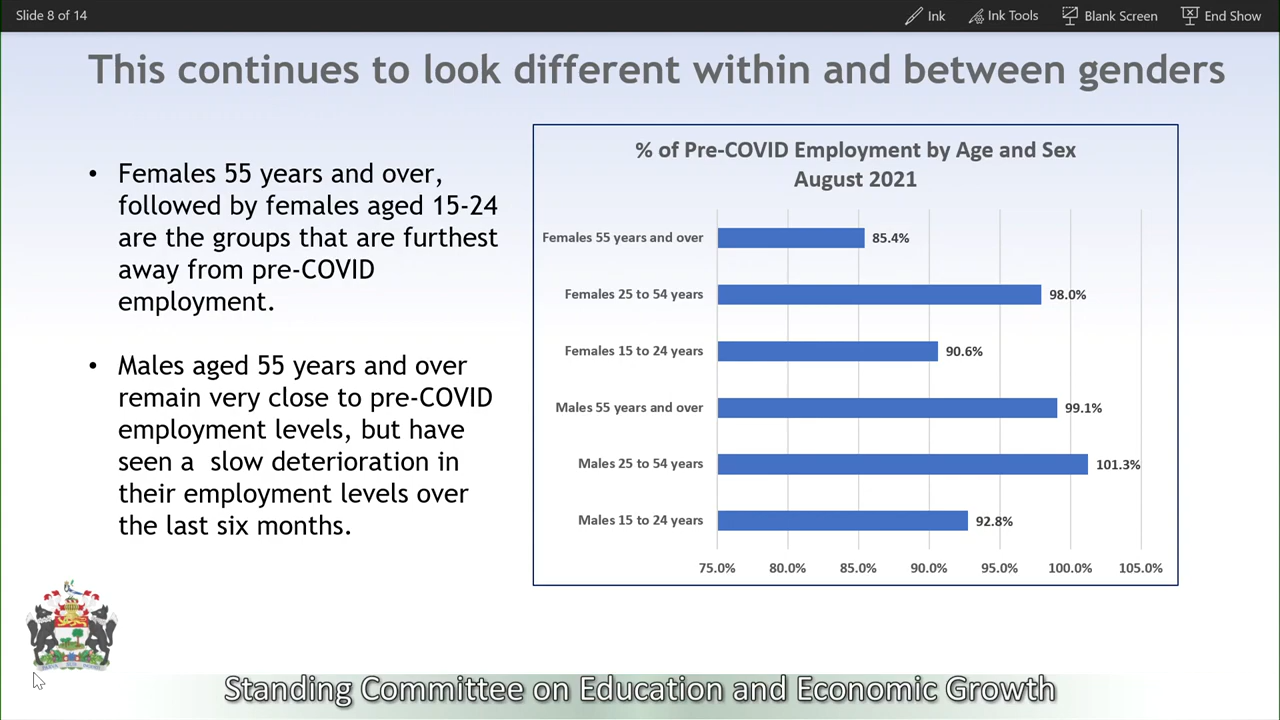 Slide 8 of 14
Ink
Ink Tools
Blank Screen
End Show
This continues to look different within and between genders
• Females 55 years and over,
followed by females aged 15-24
are the groups that are furthest
away from pre-COVID
employment.
• Males aged 55 years and over
remain very close to pre-COVID
employment levels, but have
seen a slow deterioration in
their employment levels over
the last six months.
% of Pre-COVID Employment by Age and Sex
August 2021
Females 55 years and over 85.4%
Females 25 to 54 years 98.0%
Females 15 to 24 years 90.6%
Males 55 years and over 99.1%
Males 25 to 54 years 101.3%
Males 15 to 24 years 92.8%
75.0% 80.0% 85.0% 90.0% 95.0% 100.0% 105.0%
Standing Committee on Education and Economic Growth